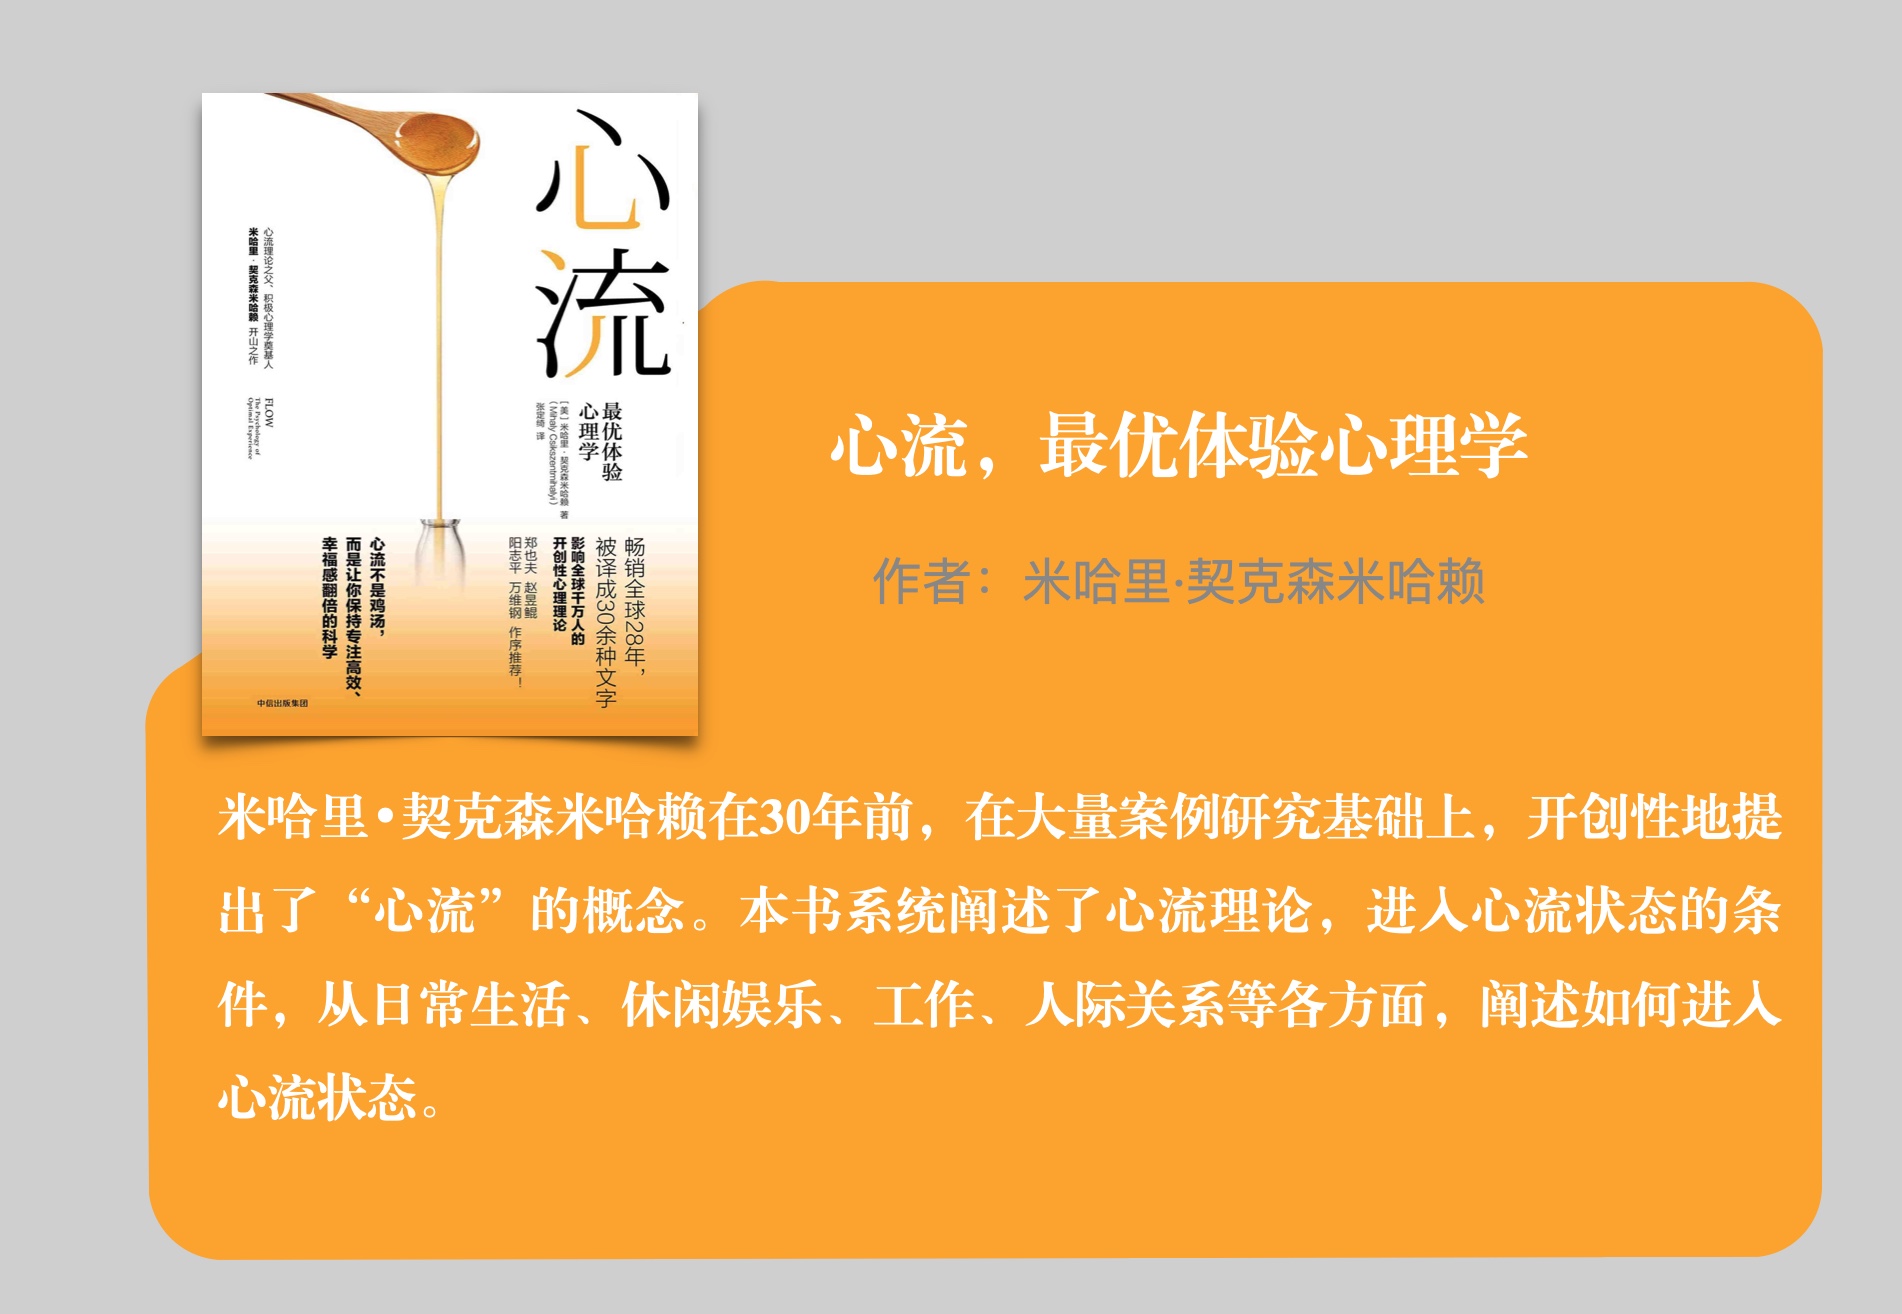 心
流
最优体验
心理学
[美] 米哈里·契克森米哈赖 著
(Mihaly Csikszentmihalyi)
张定绮 译
心流理论之父、积极心理学奠基人
米哈里·契克森米哈赖 开山之作
FLOW
The Psychology of
Optimal Experience
畅销全球28年，
被译成30余种文字
影响全球千万人的
开创性心理理论
郑也夫 赵昱鲲
阳志平 万维钢 作序推荐！
心流不是鸡汤，
而是让你保持专注高效、
幸福感翻倍的科学
中信出版集团
心流，最优体验心理学
作者：米哈里·契克森米哈赖
米哈里•契克森米哈赖在30年前，在大量案例研究基础上，开创性地提
出了“心流”的概念。本书系统阐述了心流理论，进入心流状态的条
件，从日常生活、休闲娱乐、工作、人际关系等各方面，阐述如何进入
心流状态。